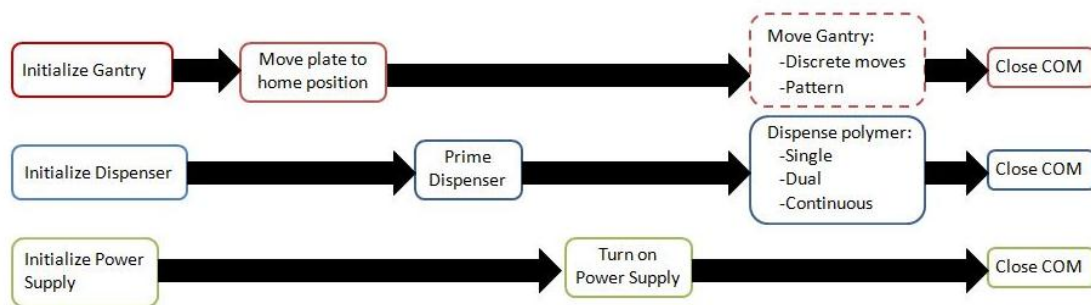 Initialize Gantry
Move plate to
home position
Move Gantry:
-Discrete moves
-Pattern
Close COM
Initialize Dispenser
Prime
Dispenser
Dispense polymer:
-Single
-Dual
-Continuous
Close COM
Initialize Power
Supply
Turn on
Power Supply
Close COM